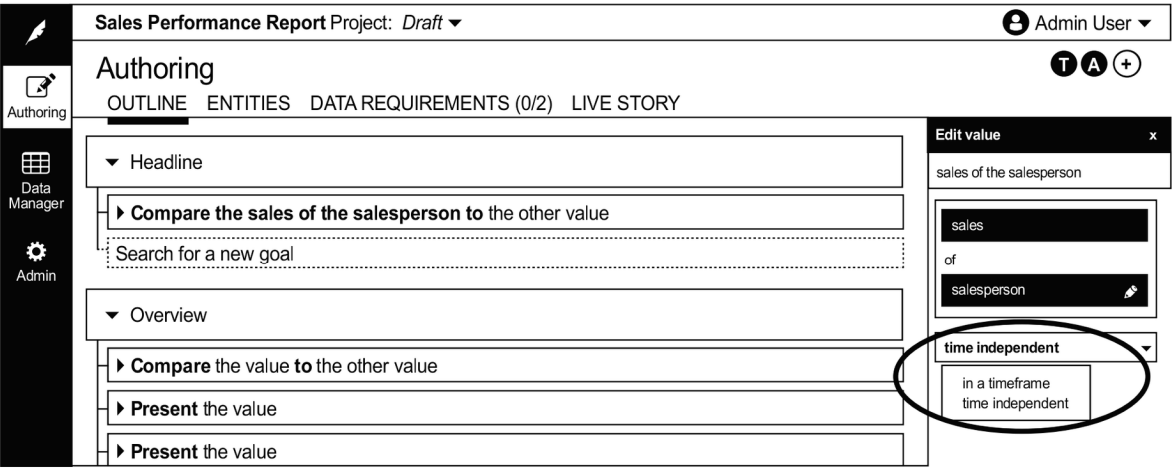 Sales Performance Report Project: Draft
Admin User
Authoring
Data Manager
Admin
Authoring
T A +
OUTLINE ENTITIES DATA REQUIREMENTS (0/2) LIVE STORY
Headline
Compare the sales of the salesperson to the other value
Search for a new goal
Overview
Compare the value to the other value
Present the value
Present the value
Edit value x
sales of the salesperson
sales
of
salesperson
time independent
in a timeframe
time independent